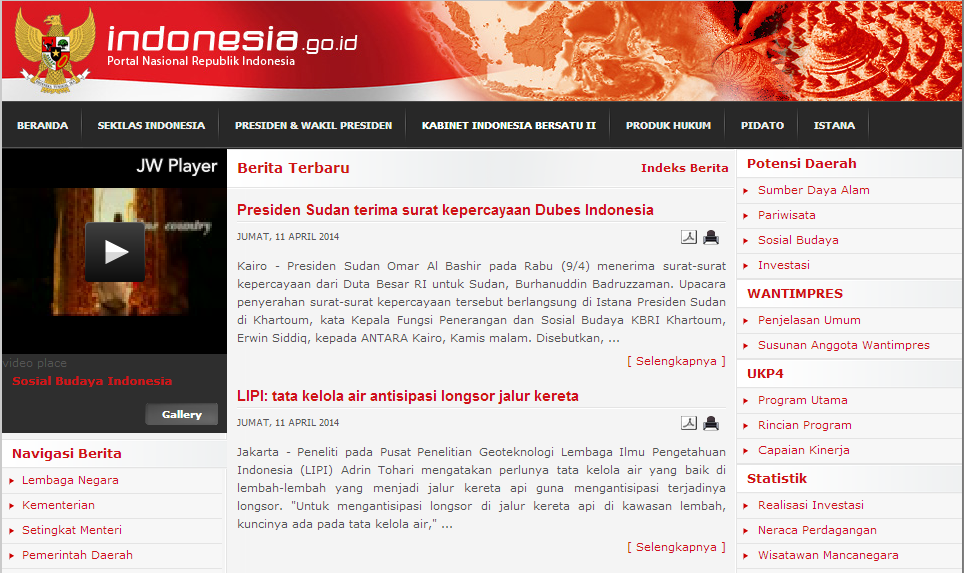 indonesia.go.id
Portal Nasional Republik Indonesia
BERANDA SEKILAS INDONESIA PRESIDEN & WAKIL PRESIDEN KABINET INDONESIA BERSATU II PRODUK HUKUM PIDATO ISTANA
JW Player
one country
video place
Sosial Budaya Indonesia
Gallery
Navigasi Berita
Lembaga Negara
Kementerian
Setingkat Menteri
Pemerintah Daerah
Berita Terbaru
Indeks Berita
Presiden Sudan terima surat kepercayaan Dubes Indonesia
JUMAT, 11 APRIL 2014
Kairo - Presiden Sudan Omar Al Bashir pada Rabu (9/4) menerima surat-surat
kepercayaan dari Duta Besar RI untuk Sudan, Burhanuddin Badruzzaman. Upacara
penyerahan surat-surat kepercayaan tersebut berlangsung di Istana Presiden Sudan
di Khartoum, kata Kepala Fungsi Penerangan dan Sosial Budaya KBRI Khartoum,
Erwin Siddiq, kepada ANTARA Kairo, Kamis malam. Disebutkan, ...
[ Selengkapnya ]
LIPI: tata kelola air antisipasi longsor jalur kereta
JUMAT, 11 APRIL 2014
Jakarta - Peneliti pada Pusat Penelitian Geoteknologi Lembaga Ilmu Pengetahuan
Indonesia (LIPI) Adrin Tohari mengatakan perlunya tata kelola air yang baik di
lembah-lembah yang menjadi jalur kereta api guna mengantisipasi terjadinya
longsor. "Untuk mengantisipasi longsor di jalur kereta api di kawasan lembah,
kuncinya ada pada tata kelola air," ...
[ Selengkapnya ]
Potensi Daerah
Sumber Daya Alam
Pariwisata
Sosial Budaya
Investasi
WANTIMPRES
Penjelasan Umum
Susunan Anggota Wantimpres
UKP4
Program Utama
Rincian Program
Capaian Kinerja
Statistik
Realisasi Investasi
Neraca Perdagangan
Wisatawan Mancanegara